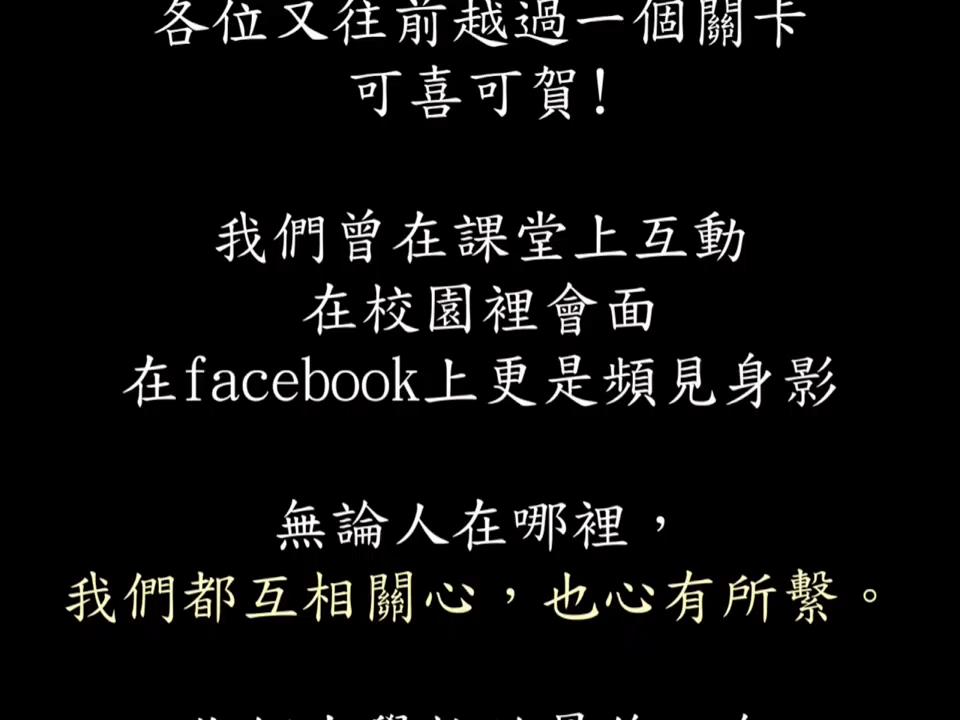 各位又往前越過一個關卡
可喜可賀!
我們曾在課堂上互動
在校園裡會面
在facebook上更是頻見身影
無論人在哪裡，
我們都互相關心，也心有所繫。